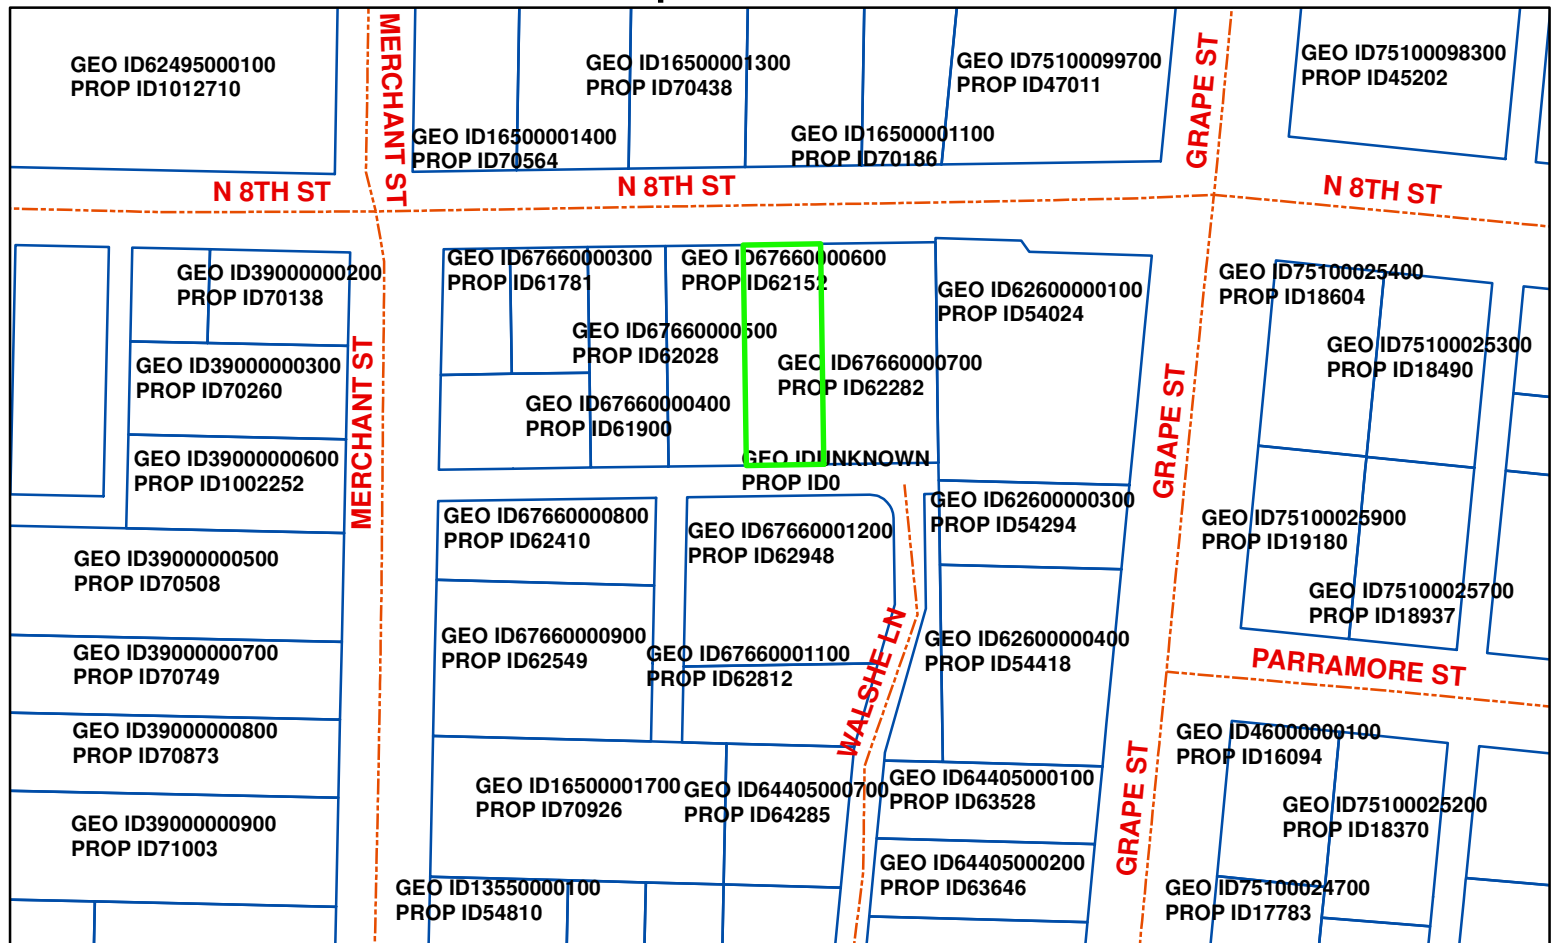 GEO ID62495000100
PROP ID1012710
MERCHANT ST
GEO ID16500001300
PROP ID70438
GEO ID75100099700
PROP ID47011
GRAPE ST
GEO ID75100098300
PROP ID45202
GEO ID16500001400
PROP ID70564
GEO ID16500001100
PROP ID70186
N 8TH ST
N 8TH ST
N 8TH ST
GEO ID39000000200
PROP ID70138
GEO ID67660000300
PROP ID61781
GEO ID67660000600
PROP ID62152
GEO ID62600000100
PROP ID54024
GEO ID75100025400
PROP ID18604
GEO ID67660000500
PROP ID62028
GEO ID75100025300
PROP ID18490
GEO ID39000000300
PROP ID70260
MERCHANT ST
GEO ID67660000700
PROP ID62282
GRAPE ST
GEO ID67660000400
PROP ID61900
GEO ID39000000600
PROP ID1002252
GEO IDUNKNOWN
PROP ID0
GEO ID62600000300
PROP ID54294
GEO ID67660000800
PROP ID62410
GEO ID67660001200
PROP ID62948
GEO ID75100025900
PROP ID19180
GEO ID39000000500
PROP ID70508
GEO ID75100025700
PROP ID18937
GEO ID67660000900
PROP ID62549
GEO ID67660001100
PROP ID62812
WALSHE LN
GEO ID62600000400
PROP ID54418
GEO ID39000000700
PROP ID70749
PARRAMORE ST
GEO ID39000000800
PROP ID70873
GEO ID46000000100
PROP ID16094
GRAPE ST
GEO ID16500001700
PROP ID70926
GEO ID64405000700
PROP ID64285
GEO ID64405000100
PROP ID63528
GEO ID75100025200
PROP ID18370
GEO ID39000000900
PROP ID71003
GEO ID64405000200
PROP ID63646
GEO ID13550000100
PROP ID54810
GEO ID75100024700
PROP ID17783